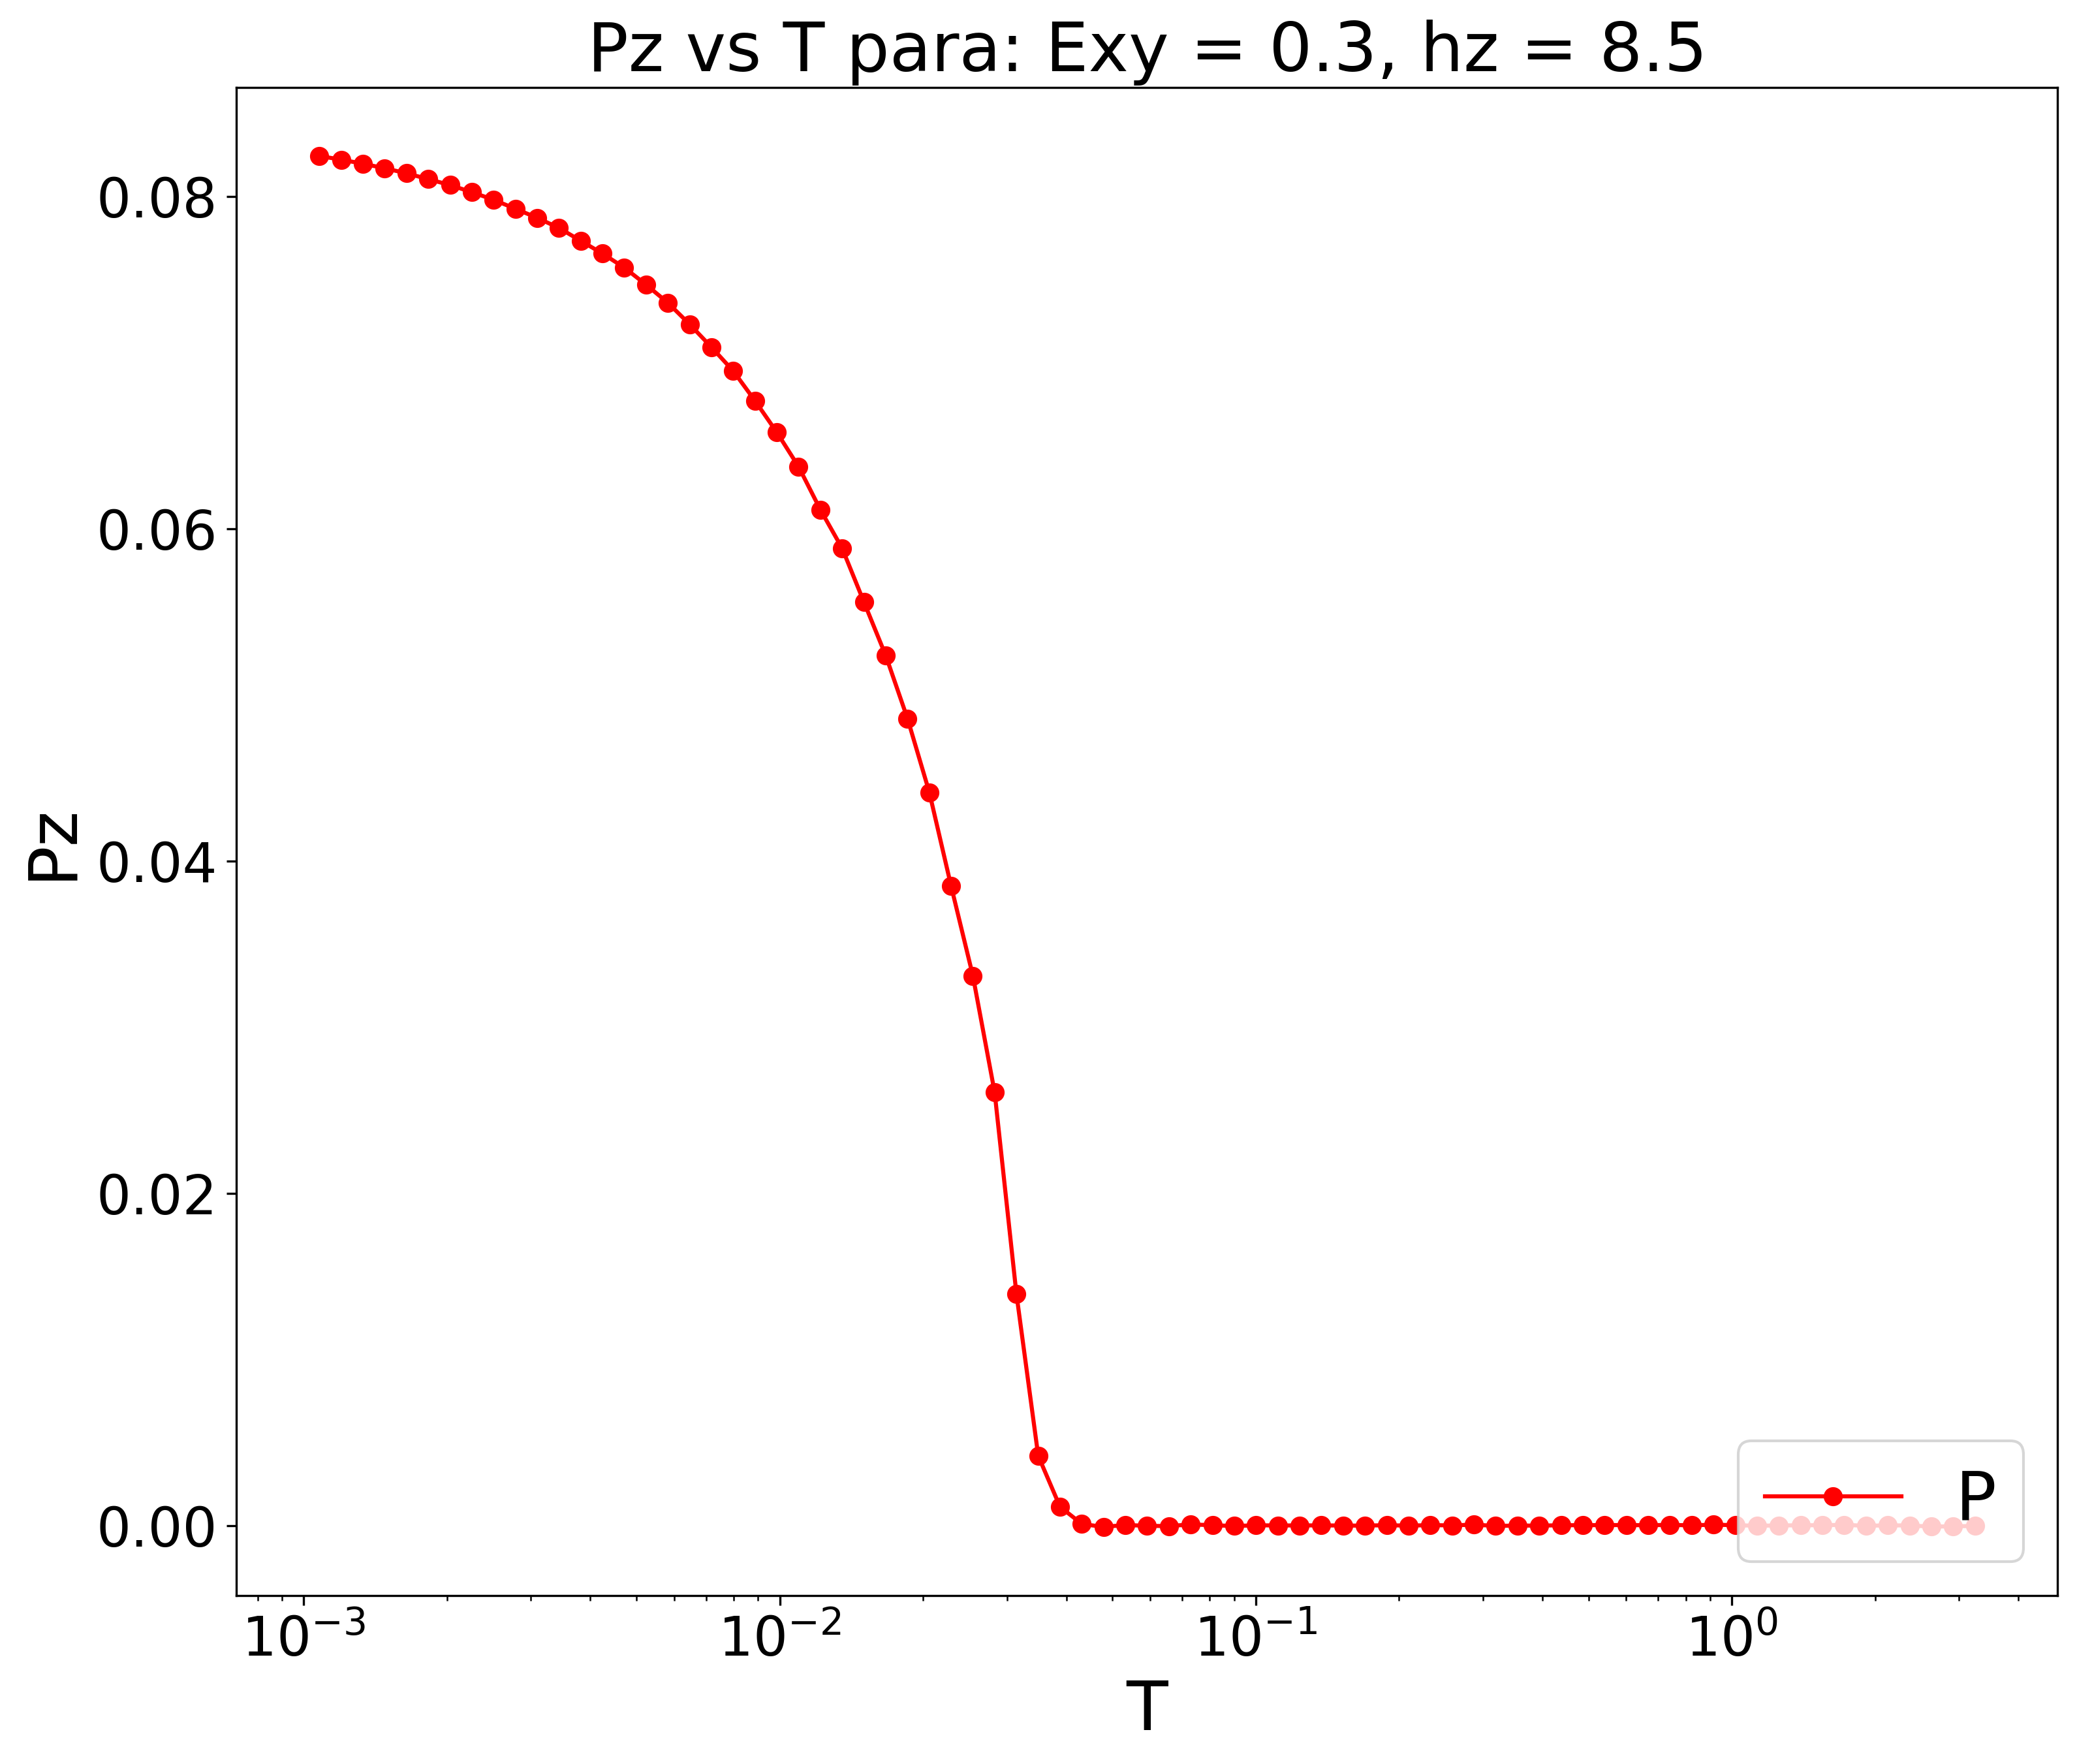 Pz vs T para: Exy = 0.3, hz = 8.5
Pz
0.08
0.06
0.04
0.02
0.00
P
10⁻³ 10⁻² 10⁻¹ 10⁰
T